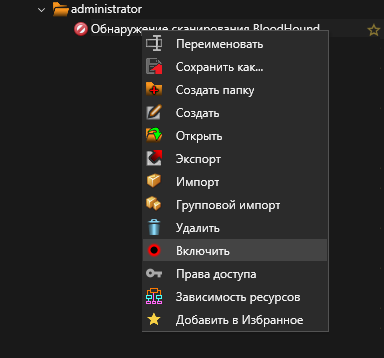 administrator
Обнаружение сканирования BloodHound
Переименовать
Сохранить как...
Создать папку
Создать
Открыть
Экспорт
Импорт
Групповой импорт
Удалить
Включить
Права доступа
Зависимость ресурсов
Добавить в Избранное